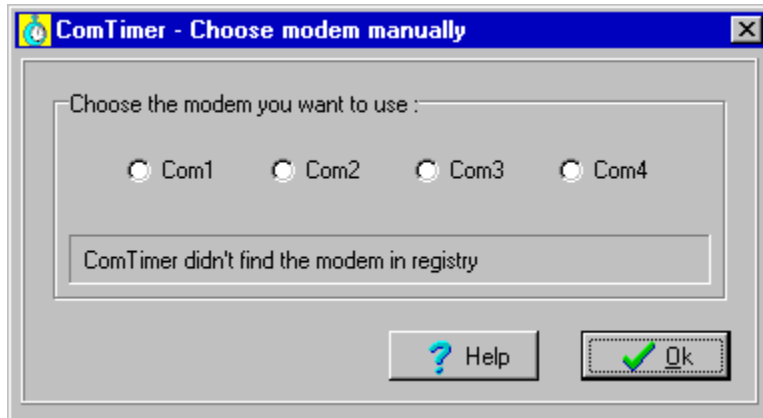 ComTimer - Choose modem manually
Choose the modem you want to use :
Com1 Com2 Com3 Com4
ComTimer didn't find the modem in registry
Help Ok